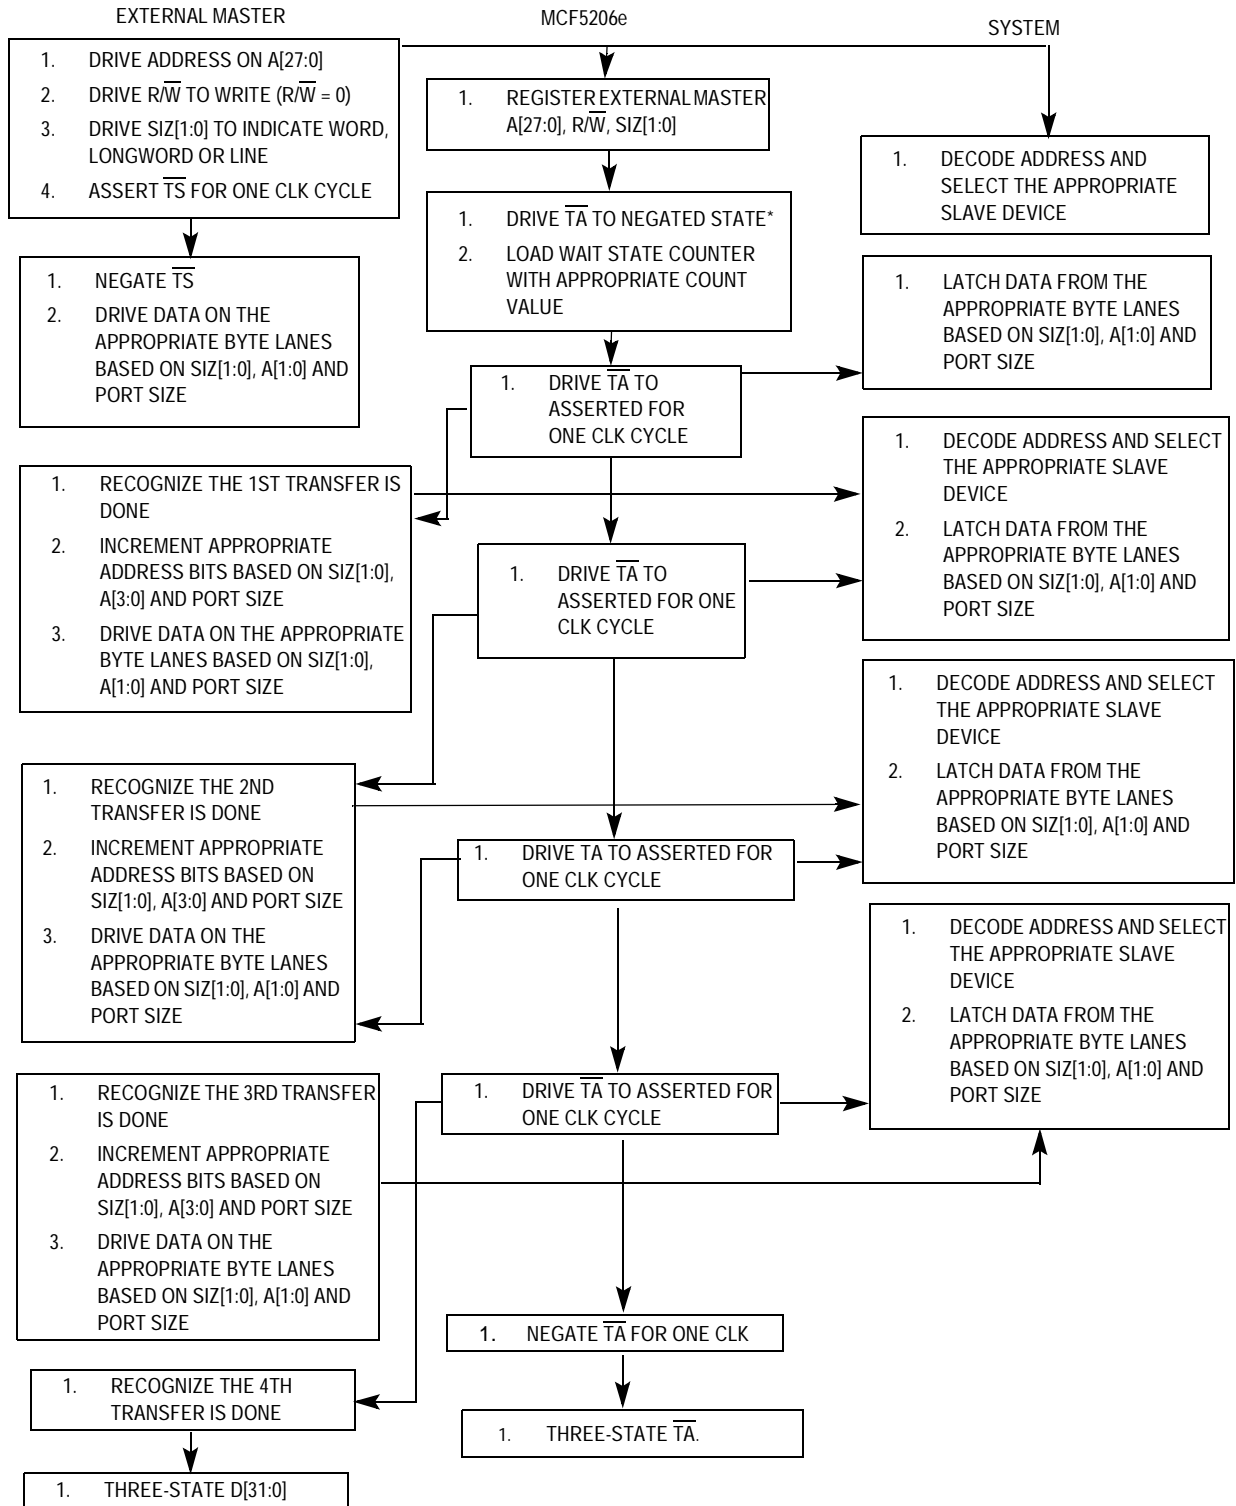 EXTERNAL MASTER
1. DRIVE ADDRESS ON A[27:0]
2. DRIVE R/W̅ TO WRITE (R/W̅ = 0)
3. DRIVE SIZ[1:0] TO INDICATE WORD,
LONGWORD OR LINE
4. ASSERT T̅S̅ FOR ONE CLK CYCLE
1. NEGATE T̅S̅
2. DRIVE DATA ON THE
APPROPRIATE BYTE LANES
BASED ON SIZ[1:0], A[1:0] AND
PORT SIZE
1. RECOGNIZE THE 1ST TRANSFER IS
DONE
2. INCREMENT APPROPRIATE
ADDRESS BITS BASED ON SIZ[1:0],
A[3:0] AND PORT SIZE
3. DRIVE DATA ON THE APPROPRIATE
BYTE LANES BASED ON SIZ[1:0],
A[1:0] AND PORT SIZE
1. RECOGNIZE THE 2ND
TRANSFER IS DONE
2. INCREMENT APPROPRIATE
ADDRESS BITS BASED ON
SIZ[1:0], A[3:0] AND PORT SIZE
3. DRIVE DATA ON THE
APPROPRIATE BYTE LANES
BASED ON SIZ[1:0], A[1:0] AND
PORT SIZE
1. RECOGNIZE THE 3RD TRANSFER
IS DONE
2. INCREMENT APPROPRIATE
ADDRESS BITS BASED ON
SIZ[1:0], A[3:0] AND PORT SIZE
3. DRIVE DATA ON THE
APPROPRIATE BYTE LANES
BASED ON SIZ[1:0], A[1:0] AND
PORT SIZE
1. RECOGNIZE THE 4TH
TRANSFER IS DONE
1. THREE-STATE D[31:0]
MCF5206e
1. REGISTER EXTERNAL MASTER
A[27:0], R/W̅, SIZ[1:0]
1. DRIVE T̅A̅ TO NEGATED STATE*
2. LOAD WAIT STATE COUNTER
WITH APPROPRIATE COUNT
VALUE
1. DRIVE T̅A̅ TO
ASSERTED FOR
ONE CLK CYCLE
1. DRIVE T̅A̅ TO
ASSERTED FOR ONE
CLK CYCLE
1. DRIVE TA TO ASSERTED FOR
ONE CLK CYCLE
1. DRIVE T̅A̅ TO ASSERTED FOR
ONE CLK CYCLE
1. NEGATE T̅A̅ FOR ONE CLK
1. THREE-STATE T̅A̅.
SYSTEM
1. DECODE ADDRESS AND
SELECT THE APPROPRIATE
SLAVE DEVICE
1. LATCH DATA FROM THE
APPROPRIATE BYTE LANES
BASED ON SIZ[1:0], A[1:0] AND
PORT SIZE
1. DECODE ADDRESS AND SELECT
THE APPROPRIATE SLAVE
DEVICE
2. LATCH DATA FROM THE
APPROPRIATE BYTE LANES
BASED ON SIZ[1:0], A[1:0] AND
PORT SIZE
1. DECODE ADDRESS AND SELECT
THE APPROPRIATE SLAVE
DEVICE
2. LATCH DATA FROM THE
APPROPRIATE BYTE LANES
BASED ON SIZ[1:0], A[1:0] AND
PORT SIZE
1. DECODE ADDRESS AND SELECT
THE APPROPRIATE SLAVE
DEVICE
2. LATCH DATA FROM THE
APPROPRIATE BYTE LANES
BASED ON SIZ[1:0], A[1:0] AND
PORT SIZE